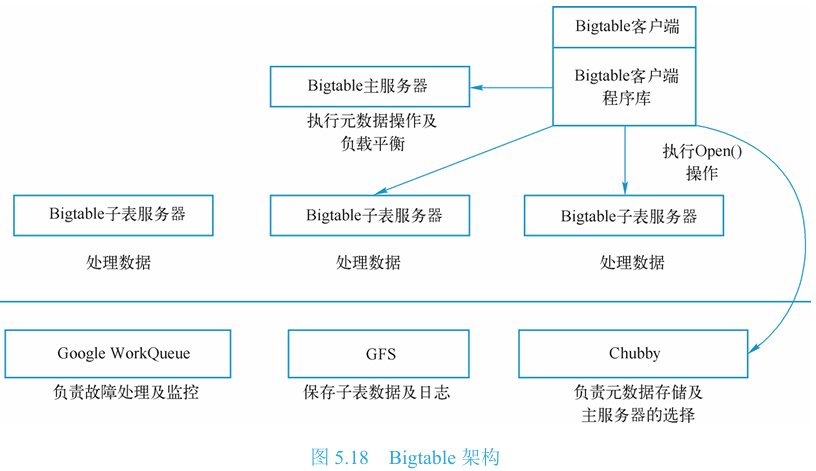 Bigtable客户端
Bigtable客户端
程序库
Bigtable主服务器
执行元数据操作及
负载平衡
执行Open()
操作
Bigtable子表服务器
Bigtable子表服务器
Bigtable子表服务器
处理数据
处理数据
处理数据
Google WorkQueue
GFS
Chubby
负责故障处理及监控
保存子表数据及日志
负责元数据存储及
主服务器的选择
图 5.18 Bigtable 架构